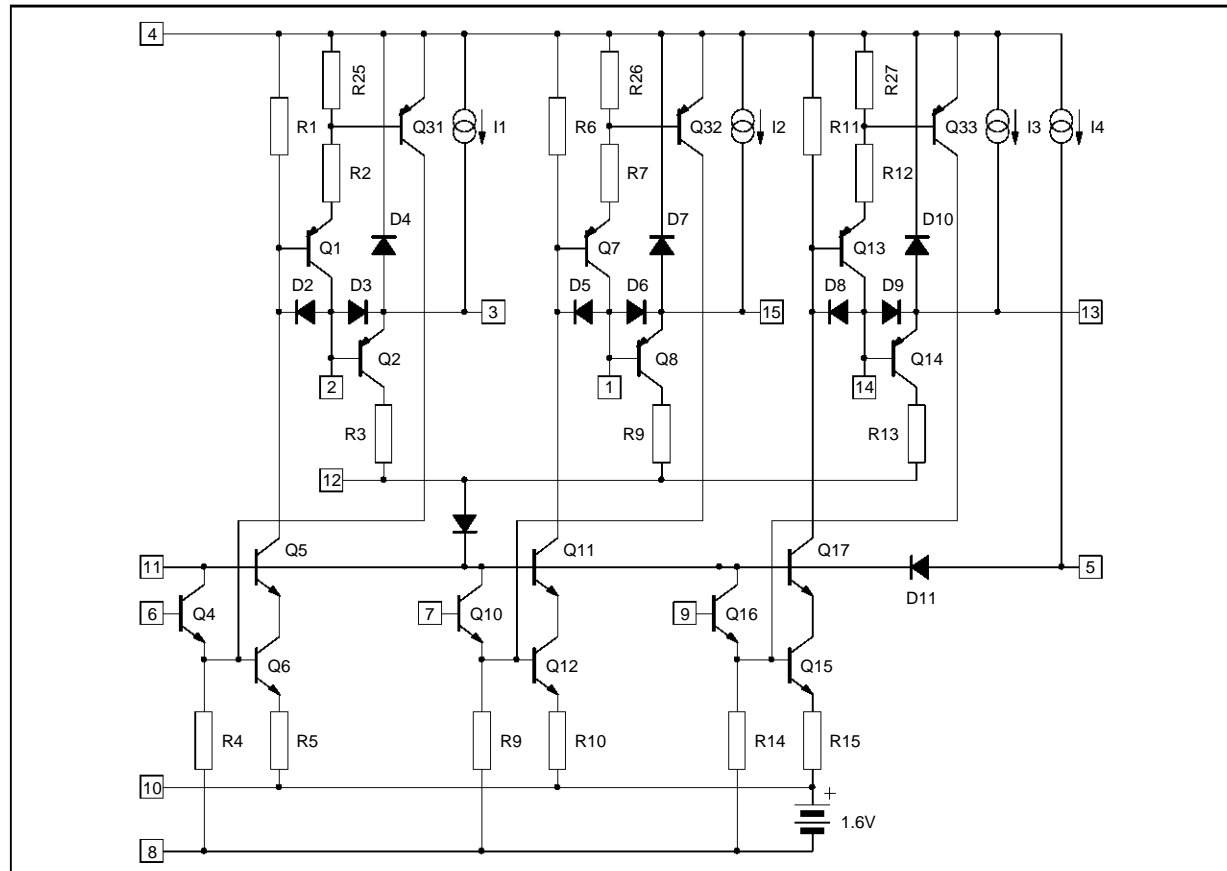 4
R25
R26
R27
R1
Q31
I1
R6
Q32
I2
R11
Q33
I3
I4
R2
R7
R12
D4
D7
D10
Q1
Q7
Q13
D2
D3
D5
D6
D8
D9
3
15
13
Q2
Q8
Q14
2
1
14
R3
R9
R13
12
Q5
Q11
Q17
11
5
D11
6
Q4
7
Q10
9
Q16
Q6
Q12
Q15
R4
R5
R9
R10
R14
R15
10
+
1.6V
8